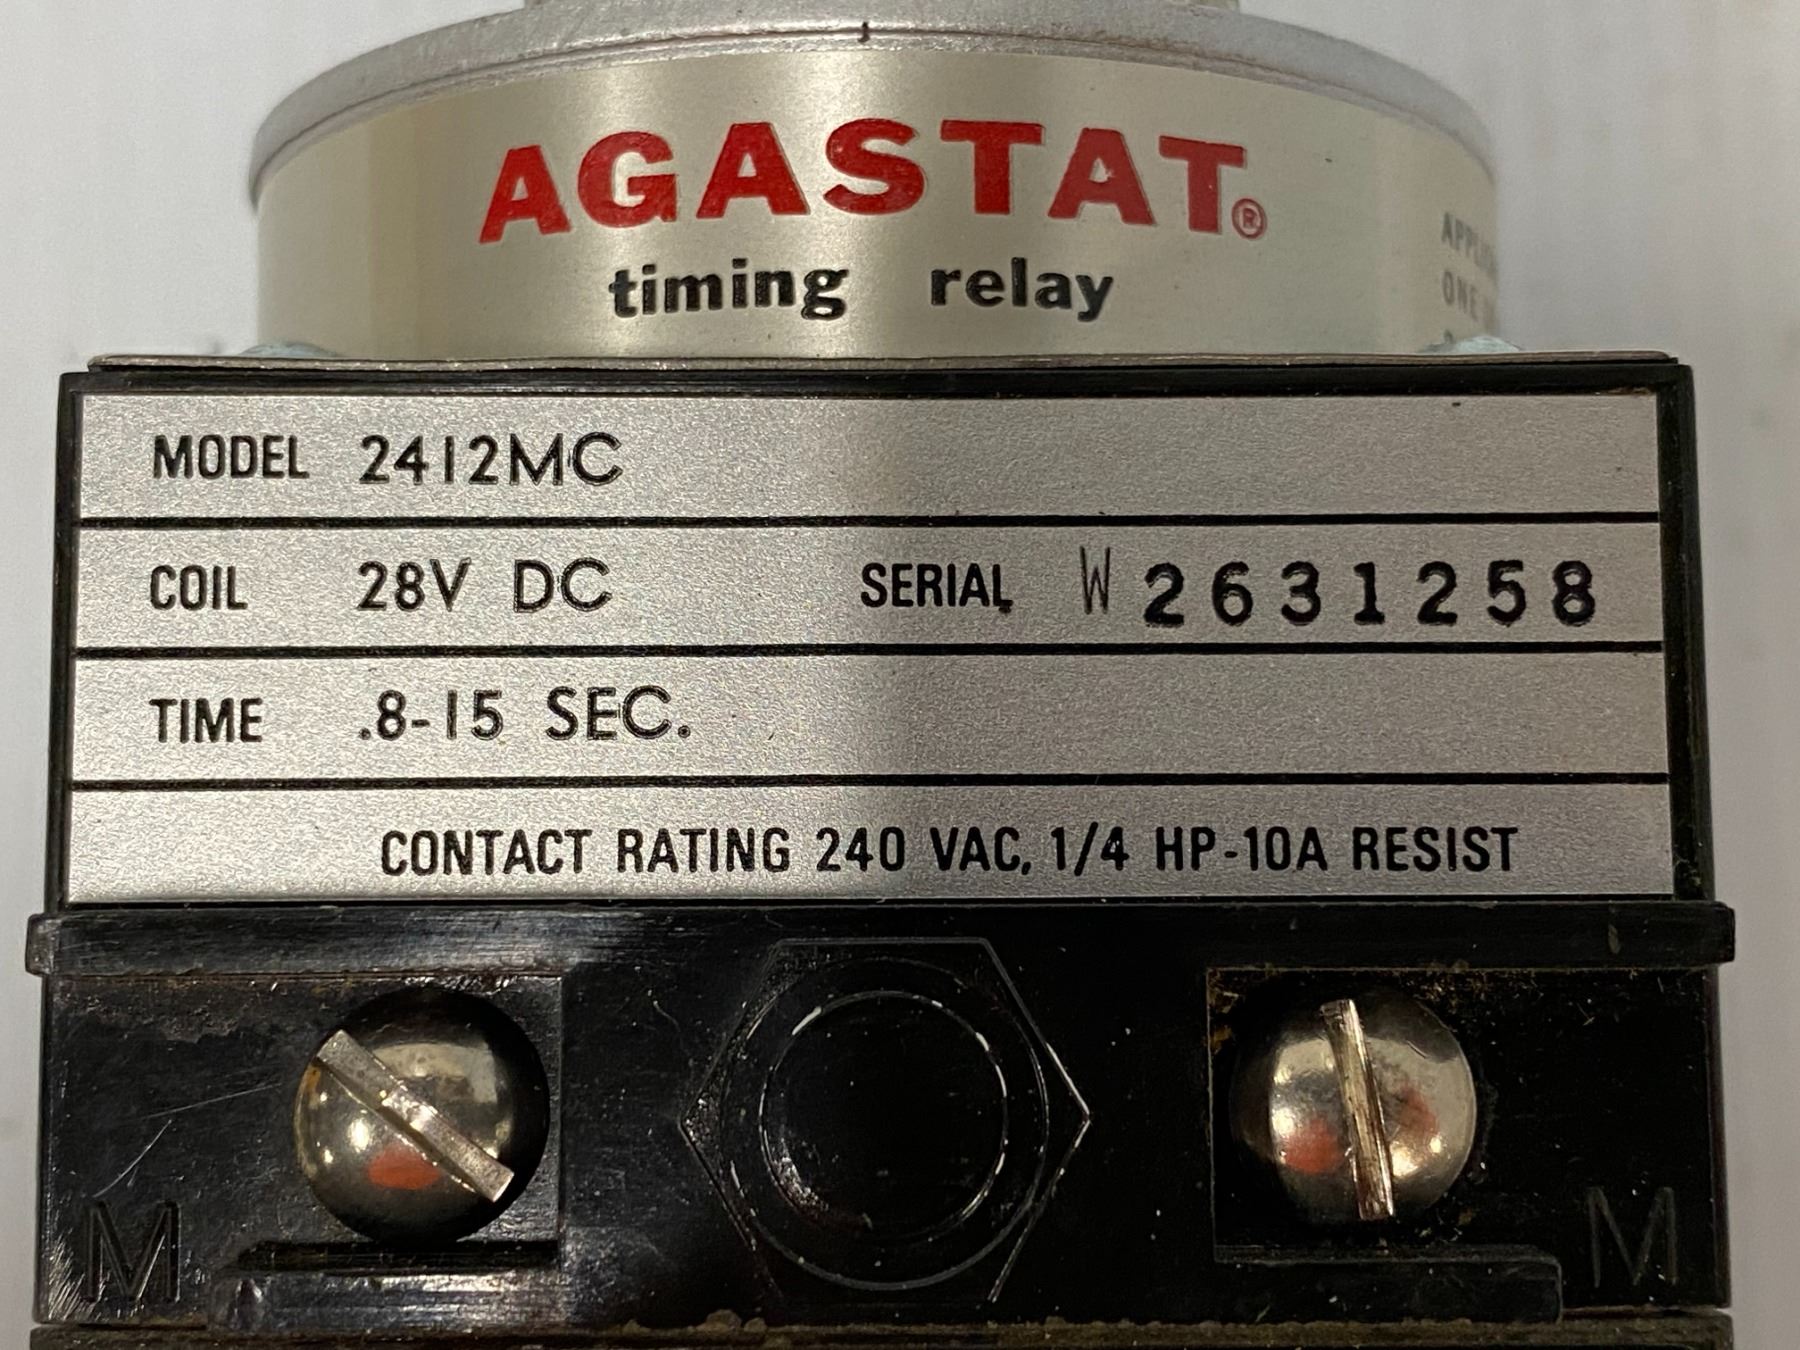 AGASTAT®
timing relay
ONE
MODEL 2412MC
COIL 28V DC SERIAL W 2631258
TIME .8-15 SEC.
CONTACT RATING 240 VAC, 1/4 HP-10A RESIST
M M